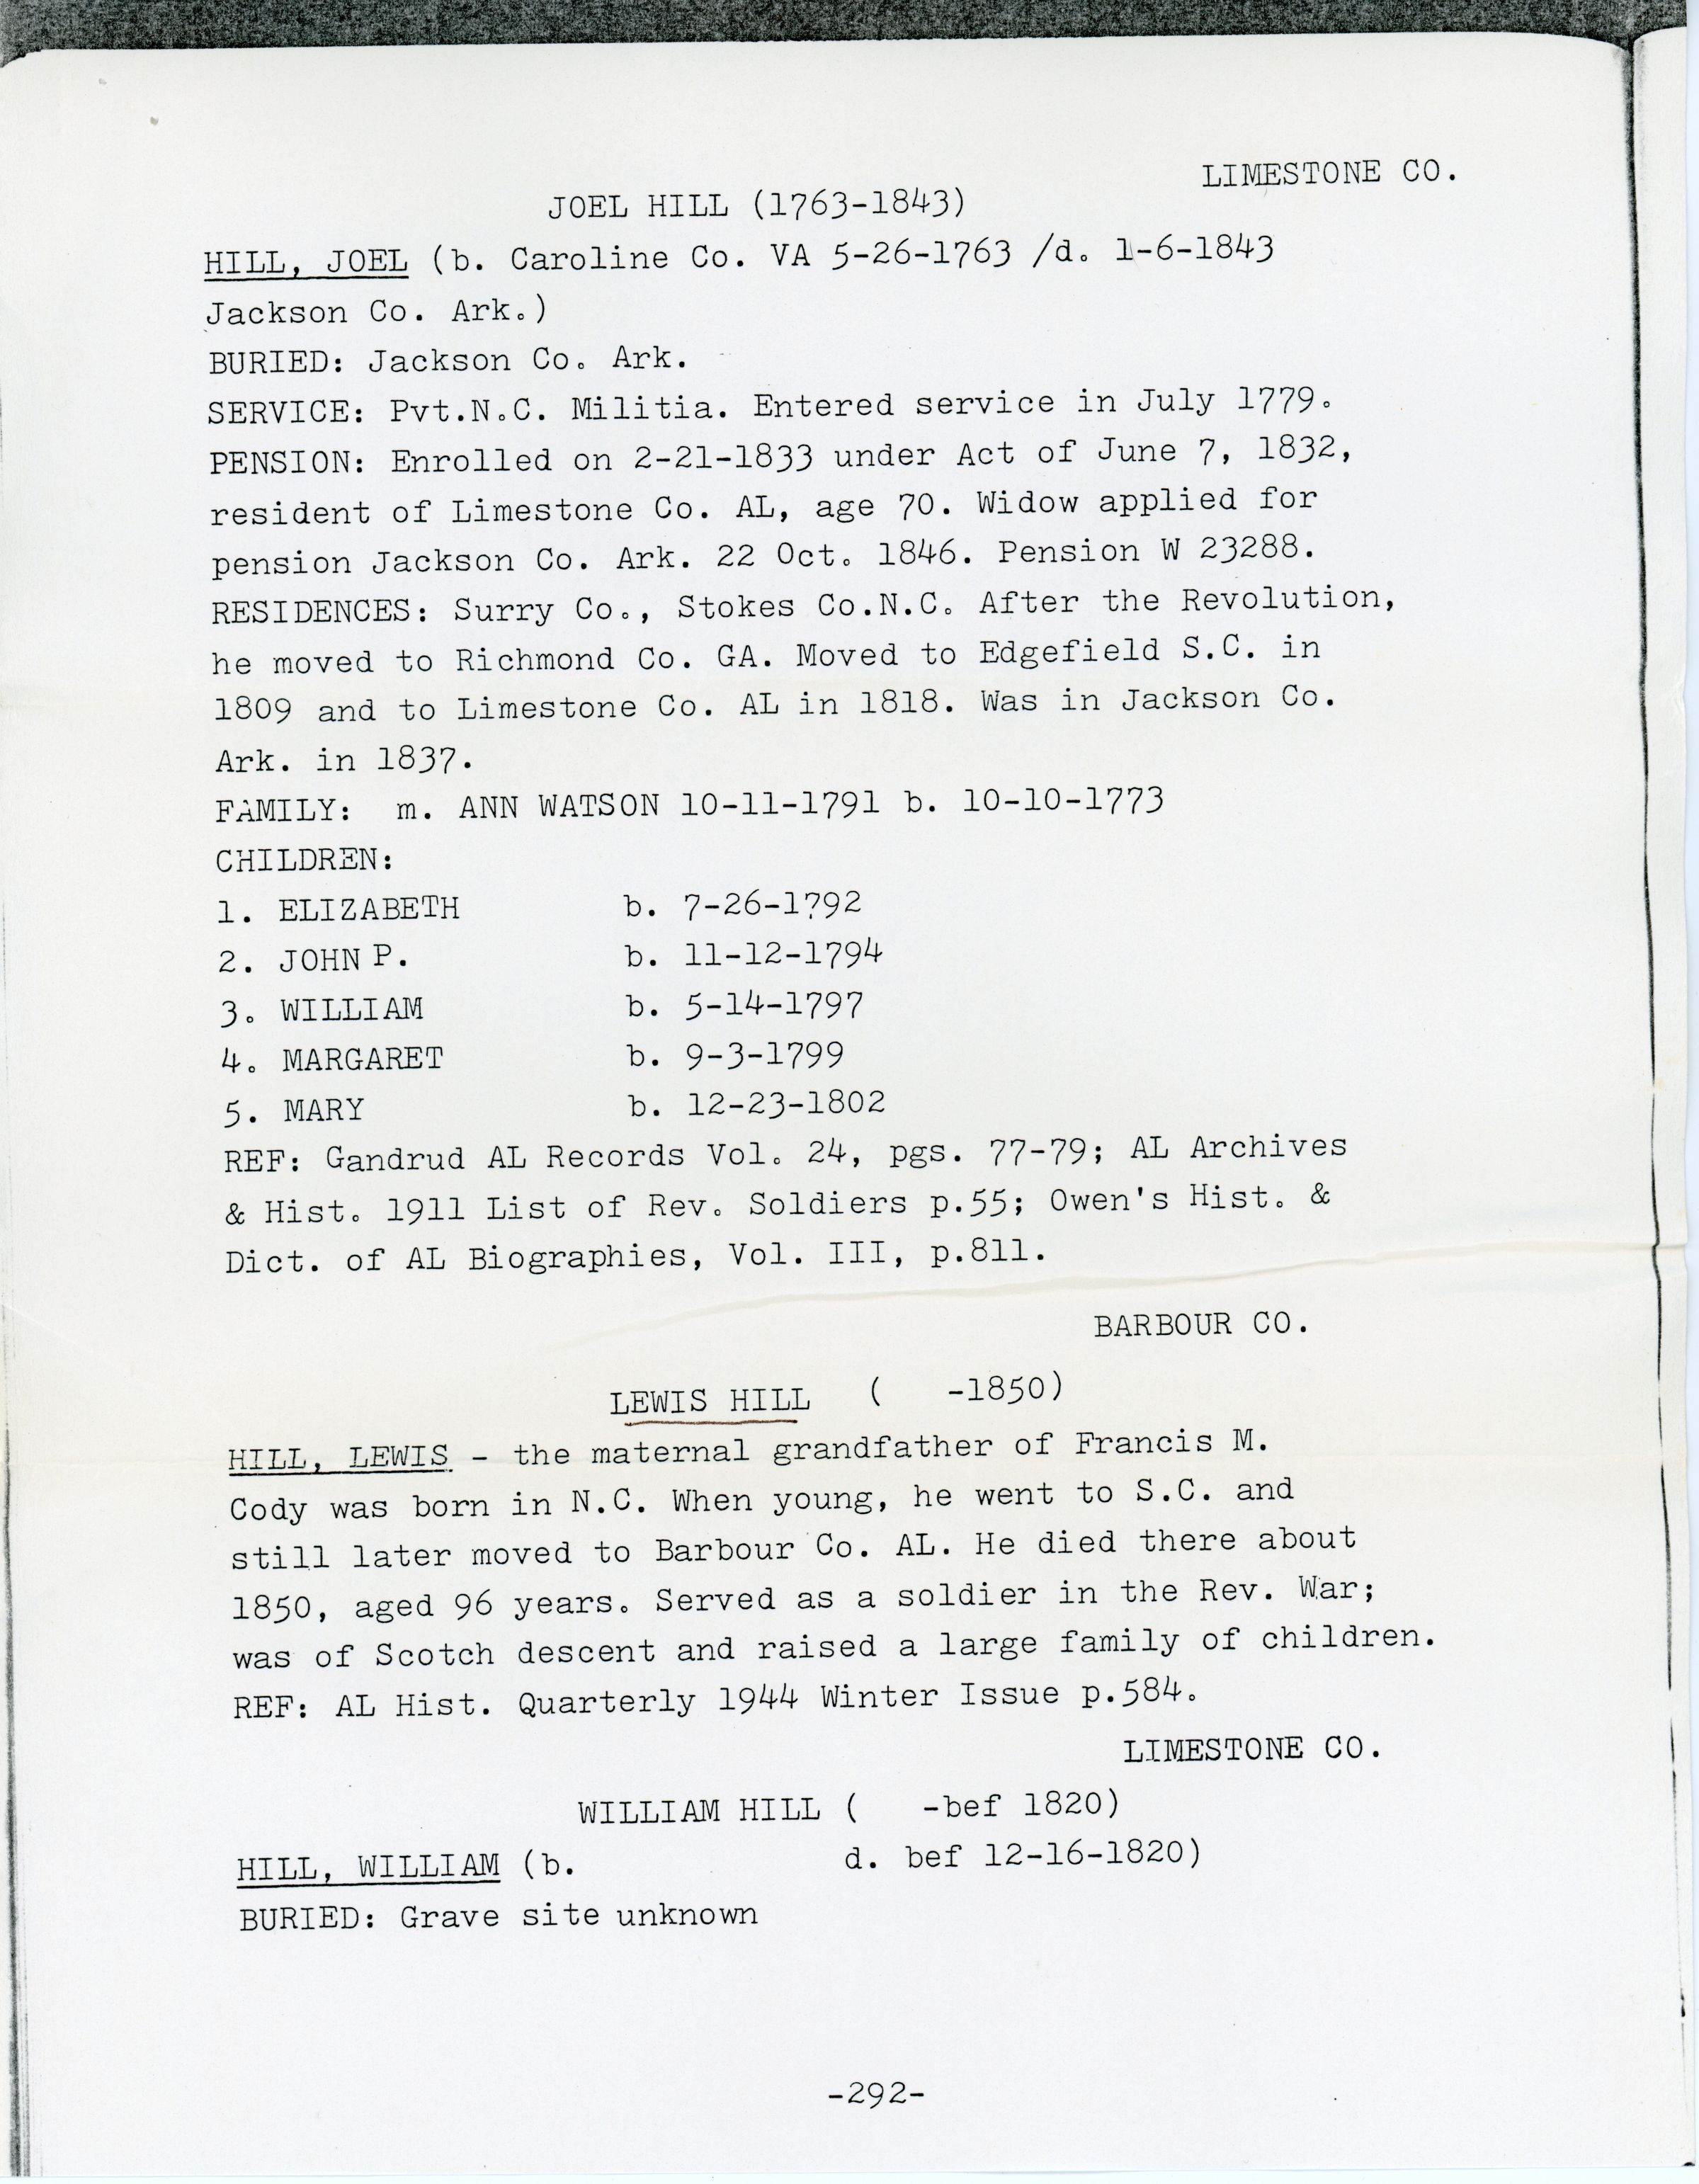 LIMESTONE CO.
JOEL HILL (1763-1843)
HILL, JOEL (b. Caroline Co. VA 5-26-1763 /d. 1-6-1843
Jackson Co. Ark.)
BURIED: Jackson Co. Ark.
SERVICE: Pvt.N.C. Militia. Entered service in July 1779.
PENSION: Enrolled on 2-21-1833 under Act of June 7, 1832,
resident of Limestone Co. AL, age 70. Widow applied for
pension Jackson Co. Ark. 22 Oct. 1846. Pension W 23288.
RESIDENCES: Surry Co., Stokes Co.N.C. After the Revolution,
he moved to Richmond Co. GA. Moved to Edgefield S.C. in
1809 and to Limestone Co. AL in 1818. Was in Jackson Co.
Ark. in 1837.
FAMILY: m. ANN WATSON 10-11-1791 b. 10-10-1773
CHILDREN:
1. ELIZABETH b. 7-26-1792
2. JOHN P. b. 11-12-1794
3. WILLIAM b. 5-14-1797
4. MARGARET b. 9-3-1799
5. MARY b. 12-23-1802
REF: Gandrud AL Records Vol. 24, pgs. 77-79; AL Archives
& Hist. 1911 List of Rev. Soldiers p.55; Owen's Hist. &
Dict. of AL Biographies, Vol. III, p.811.
BARBOUR CO.
LEWIS HILL ( -1850)
HILL, LEWIS - the maternal grandfather of Francis M.
Cody was born in N.C. When young, he went to S.C. and
still later moved to Barbour Co. AL. He died there about
1850, aged 96 years. Served as a soldier in the Rev. War;
was of Scotch descent and raised a large family of children.
REF: AL Hist. Quarterly 1944 Winter Issue p.584.
LIMESTONE CO.
WILLIAM HILL ( -bef 1820)
HILL, WILLIAM (b. d. bef 12-16-1820)
BURIED: Grave site unknown
-292-